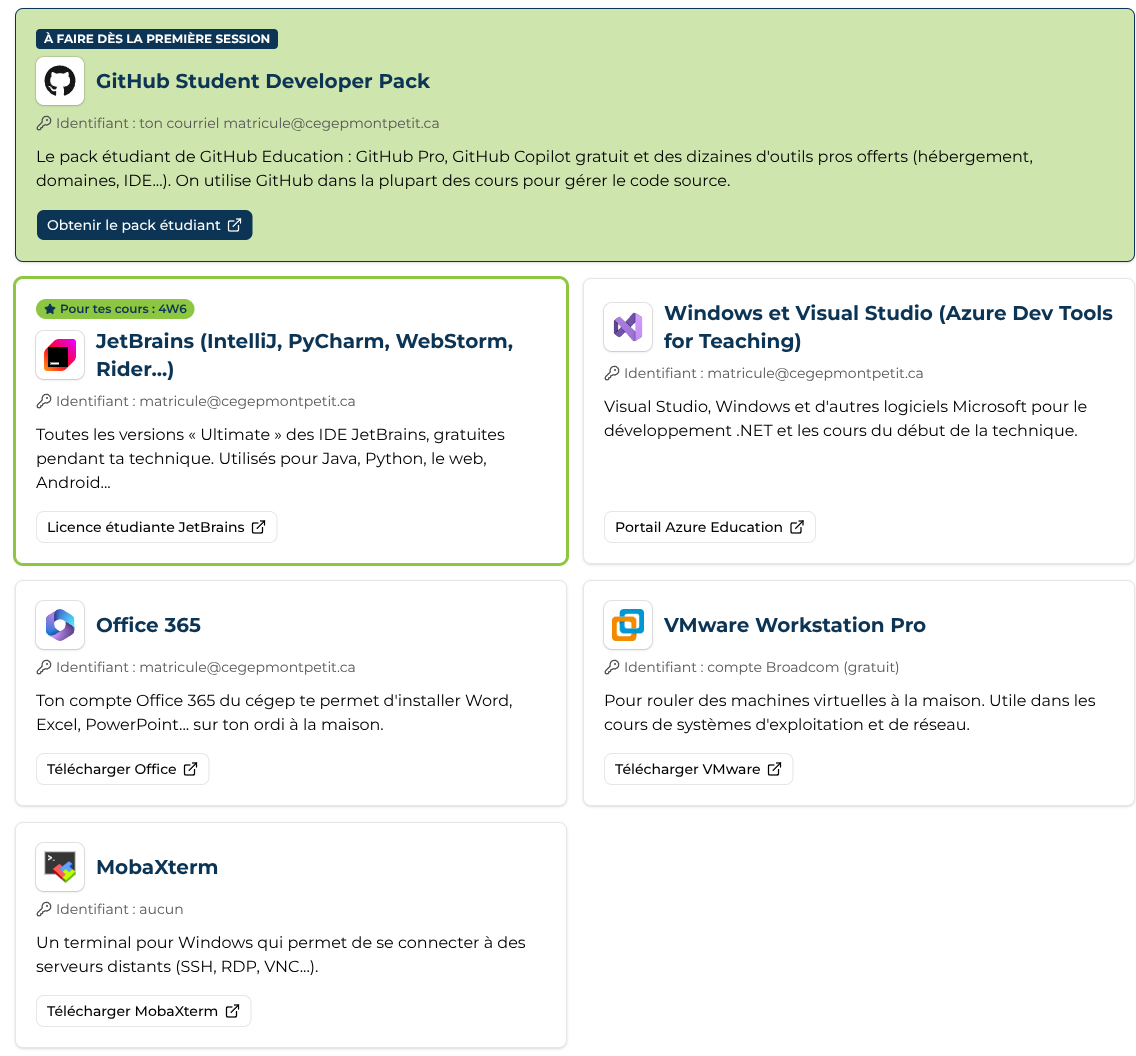 À FAIRE DÈS LA PREMIÈRE SESSION
GitHub Student Developer Pack
Identifiant : ton courriel matricule@cegepmontpetit.ca
Le pack étudiant de GitHub Education : GitHub Pro, GitHub Copilot gratuit et des dizaines d'outils pros offerts (hébergement,
domaines, IDE...). On utilise GitHub dans la plupart des cours pour gérer le code source.
Obtenir le pack étudiant
Pour tes cours : 4W6
JetBrains (IntelliJ, PyCharm, WebStorm,
Rider...)
Identifiant : matricule@cegepmontpetit.ca
Toutes les versions « Ultimate » des IDE JetBrains, gratuites
pendant ta technique. Utilisés pour Java, Python, le web,
Android...
Licence étudiante JetBrains
Windows et Visual Studio (Azure Dev Tools
for Teaching)
Identifiant : matricule@cegepmontpetit.ca
Visual Studio, Windows et d'autres logiciels Microsoft pour le
développement .NET et les cours du début de la technique.
Portail Azure Education
Office 365
Identifiant : matricule@cegepmontpetit.ca
Ton compte Office 365 du cégep te permet d'installer Word,
Excel, PowerPoint... sur ton ordi à la maison.
Télécharger Office
VMware Workstation Pro
Identifiant : compte Broadcom (gratuit)
Pour rouler des machines virtuelles à la maison. Utile dans les
cours de systèmes d'exploitation et de réseau.
Télécharger VMware
MobaXterm
Identifiant : aucun
Un terminal pour Windows qui permet de se connecter à des
serveurs distants (SSH, RDP, VNC...).
Télécharger MobaXterm